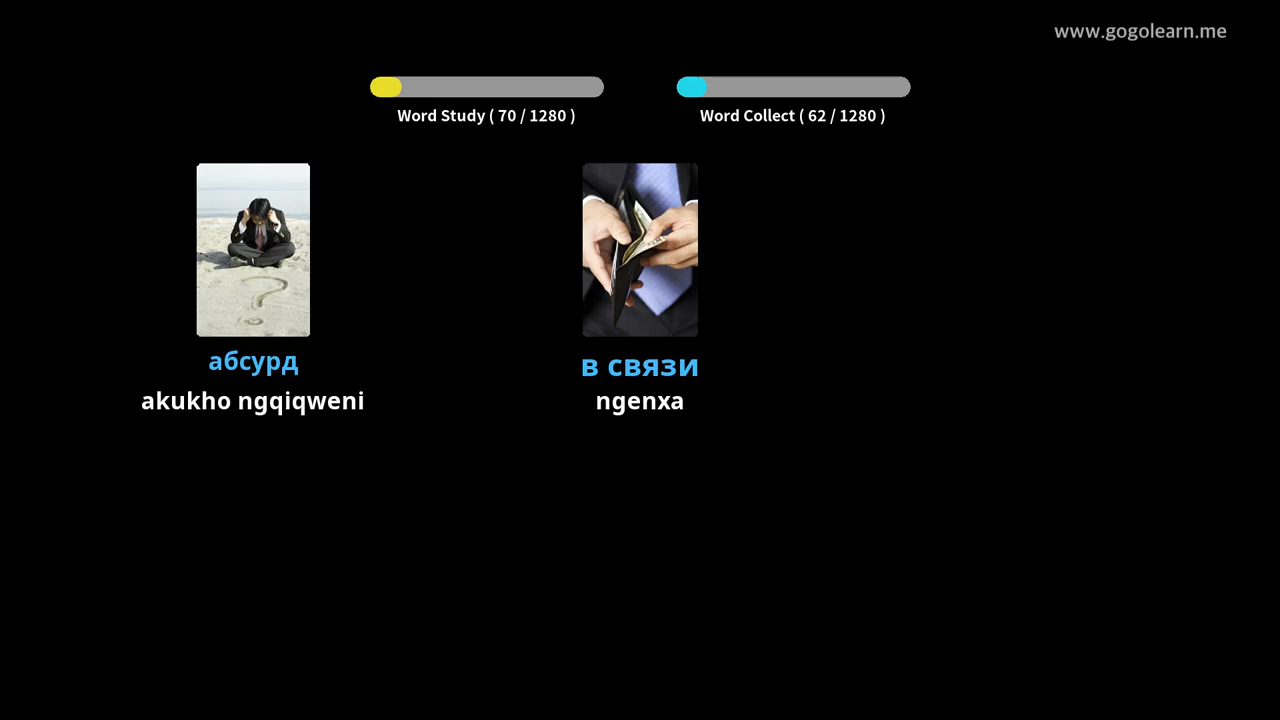 www.gogolearn.me
Word Study ( 70 / 1280 )
Word Collect ( 62 / 1280 )
абсурд
akukho ngqiqweni
в связи
ngenxa